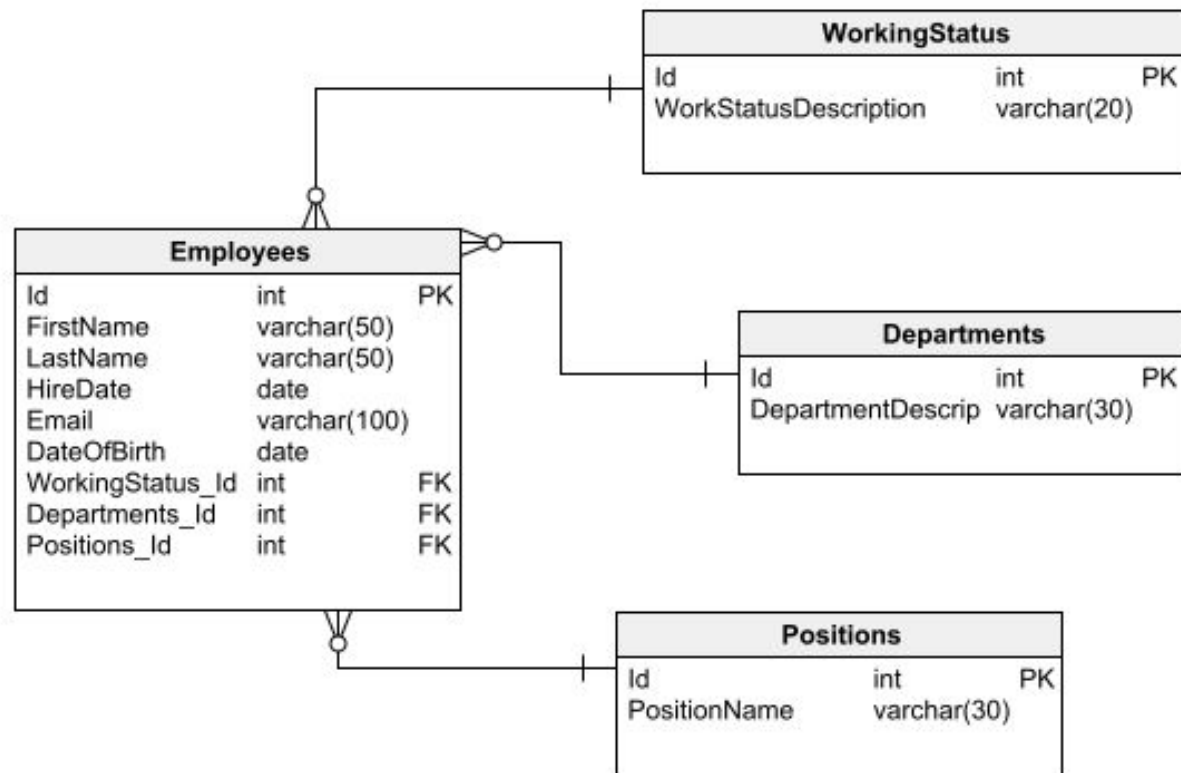 WorkingStatus
Id int PK
WorkStatusDescription varchar(20)
Employees
Id int PK
FirstName varchar(50)
LastName varchar(50)
HireDate date
Email varchar(100)
DateOfBirth date
WorkingStatus_Id int FK
Departments_Id int FK
Positions_Id int FK
Departments
Id int PK
DepartmentDescrip varchar(30)
Positions
Id int PK
PositionName varchar(30)